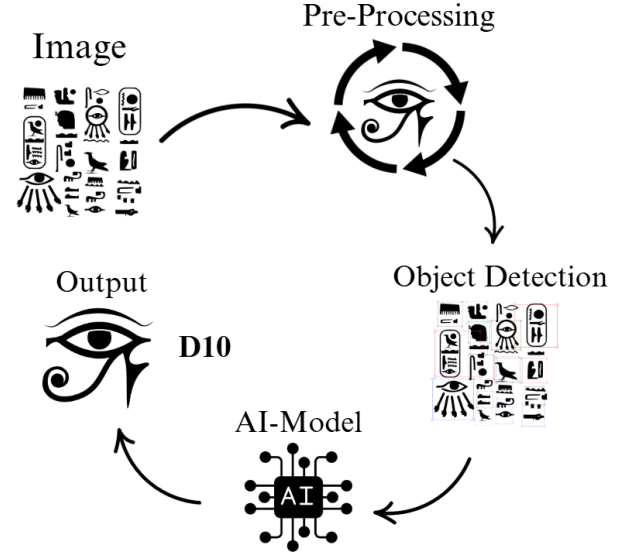 Pre-Processing
Image
Object Detection
Output
D10
AI-Model
AI